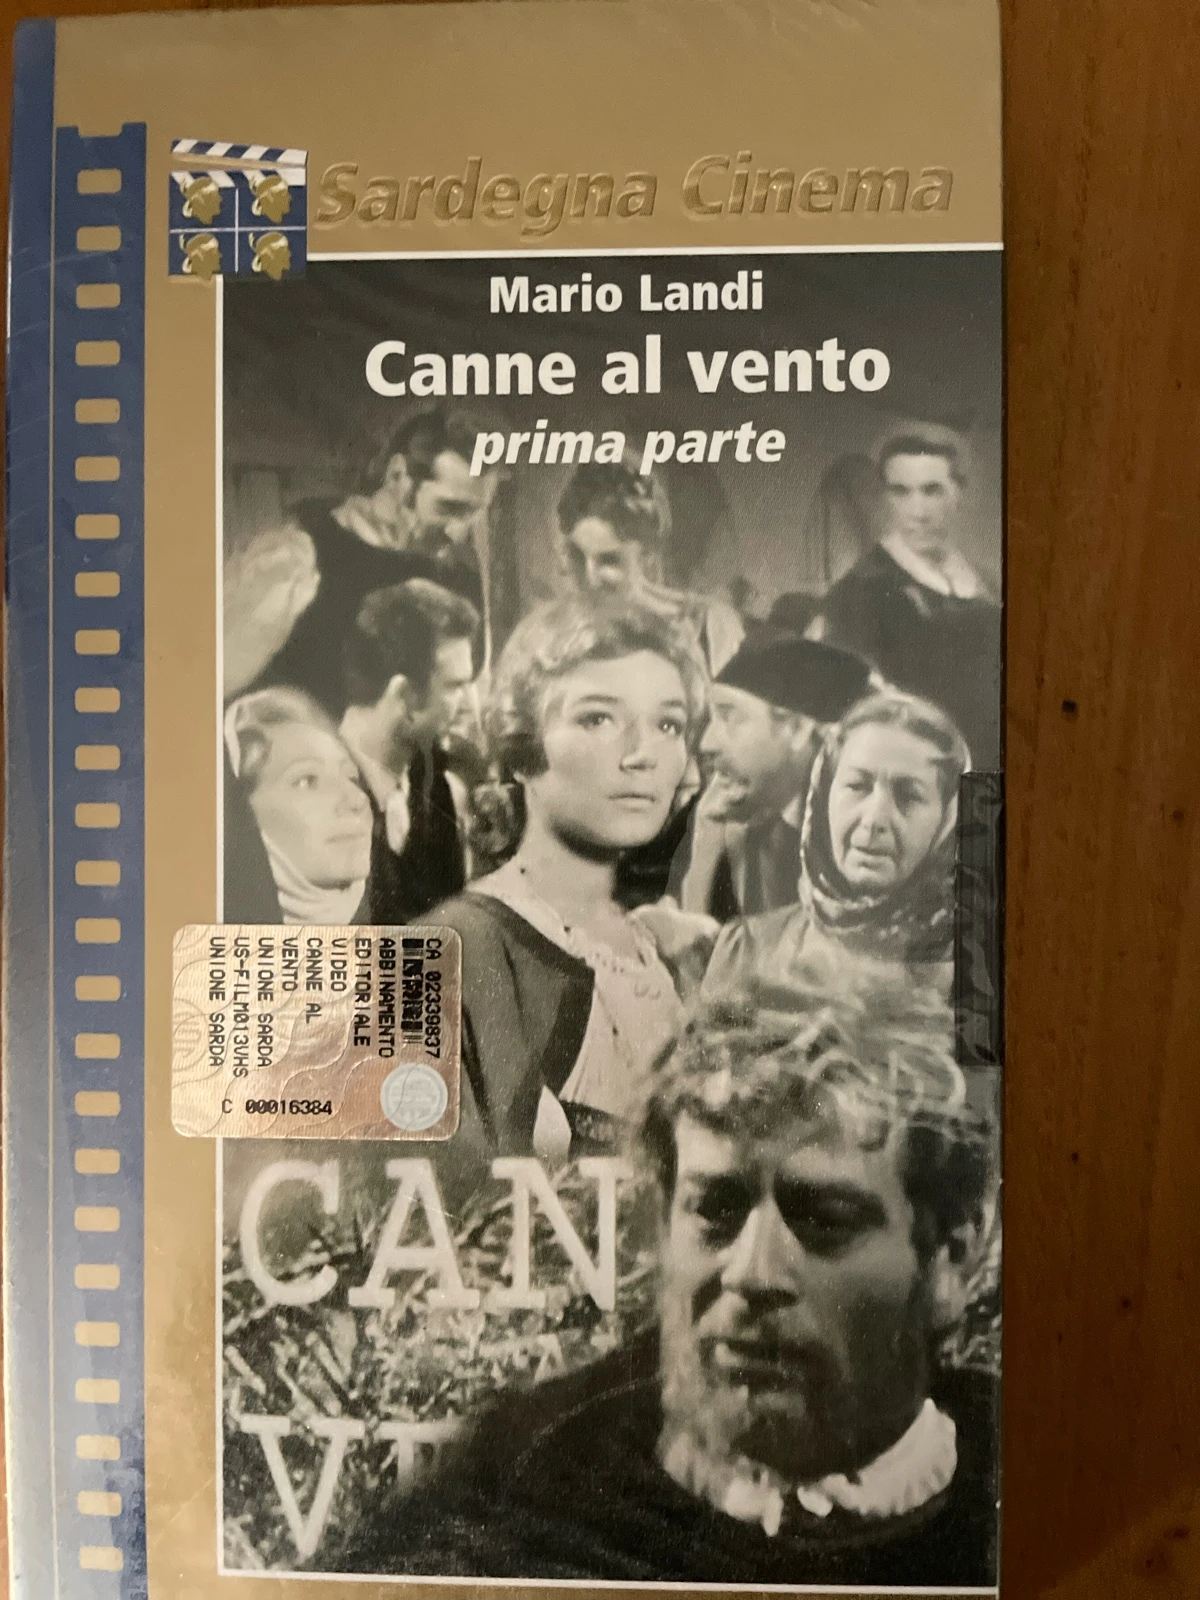 Sardegna Cinema
Mario Landi
Canne al vento
prima parte
CA 02339837
ABBINAMENTO
EDITORIALE
VIDEO
CANNE AL
VENTO
UNIONE SARDA
US-FILM013VHS
UNIONE SARDA
C 00016384
CAN
V